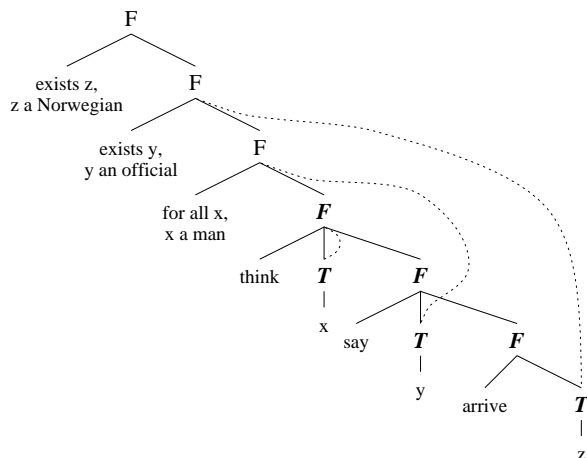 F
exists z,
z a Norwegian
F
exists y,
y an official
F
for all x,
x a man
F
think
T
F
x
say
T
F
y
arrive
T
z